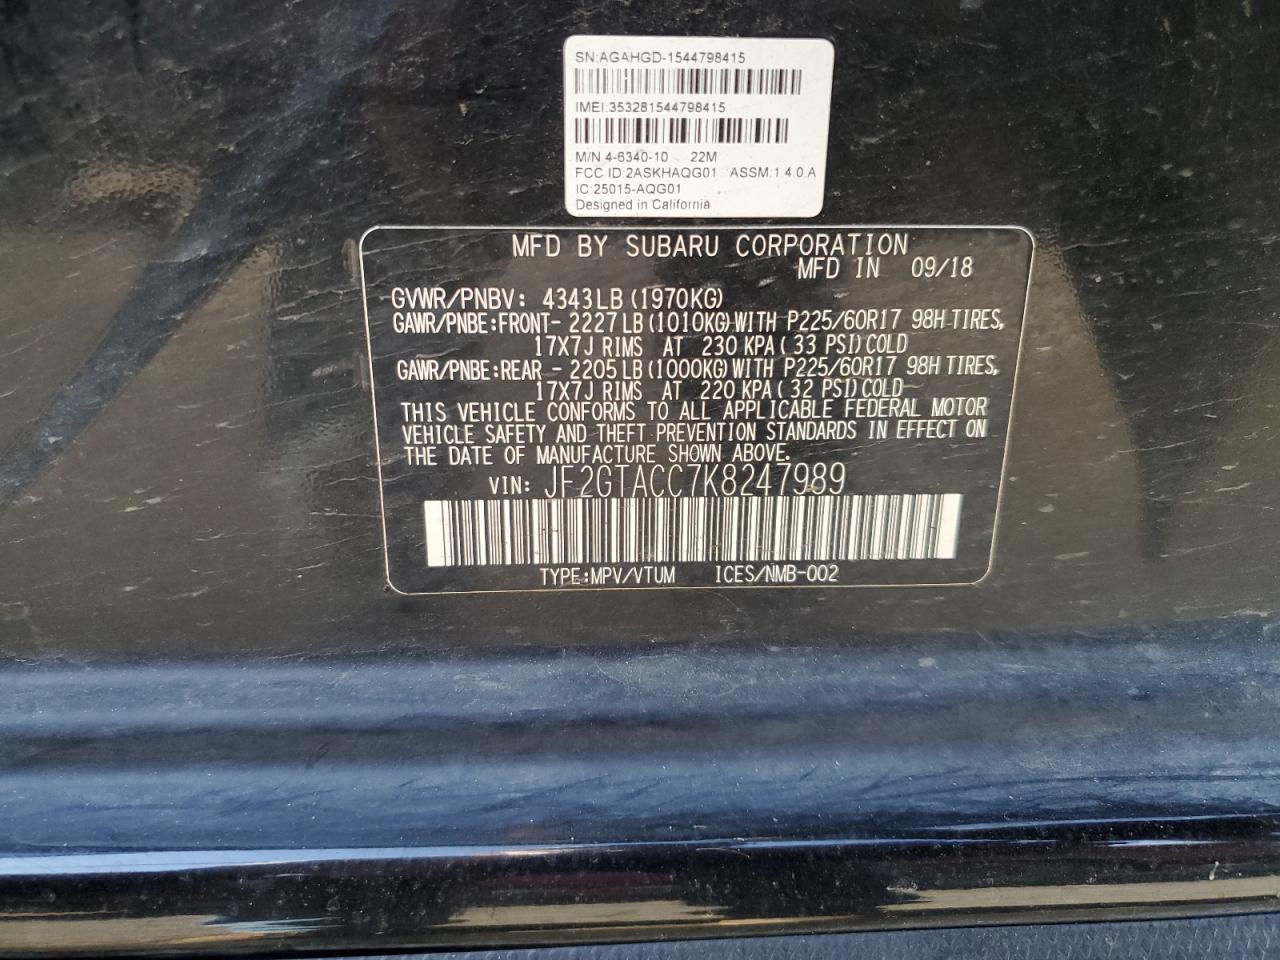 SN:AGAHGD-1544798415
IMEI:353281544798415
M/N 4-6340-10 22M
FCC ID:2ASKHAQG01 ASSM:1.4.0.A
IC:25015-AQG01
Designed in California
MFD BY SUBARU CORPORATION
MFD IN 09/18
GVWR/PNBV: 4343LB(1970KG)
GAWR/PNBE:FRONT- 2227LB(1010KG)WITH P225/60R17 98H TIRES,
17X7J RIMS AT 230 KPA(33 PSI)COLD
GAWR/PNBE:REAR - 2205LB(1000KG)WITH P225/60R17 98H TIRES,
17X7J RIMS AT 220 KPA(32 PSI)COLD
THIS VEHICLE CONFORMS TO ALL APPLICABLE FEDERAL MOTOR
VEHICLE SAFETY AND THEFT PREVENTION STANDARDS IN EFFECT ON
THE DATE OF MANUFACTURE SHOWN ABOVE.
VIN: JF2GTACC7K8247989
TYPE:MPV/VTUM ICES/NMB-002